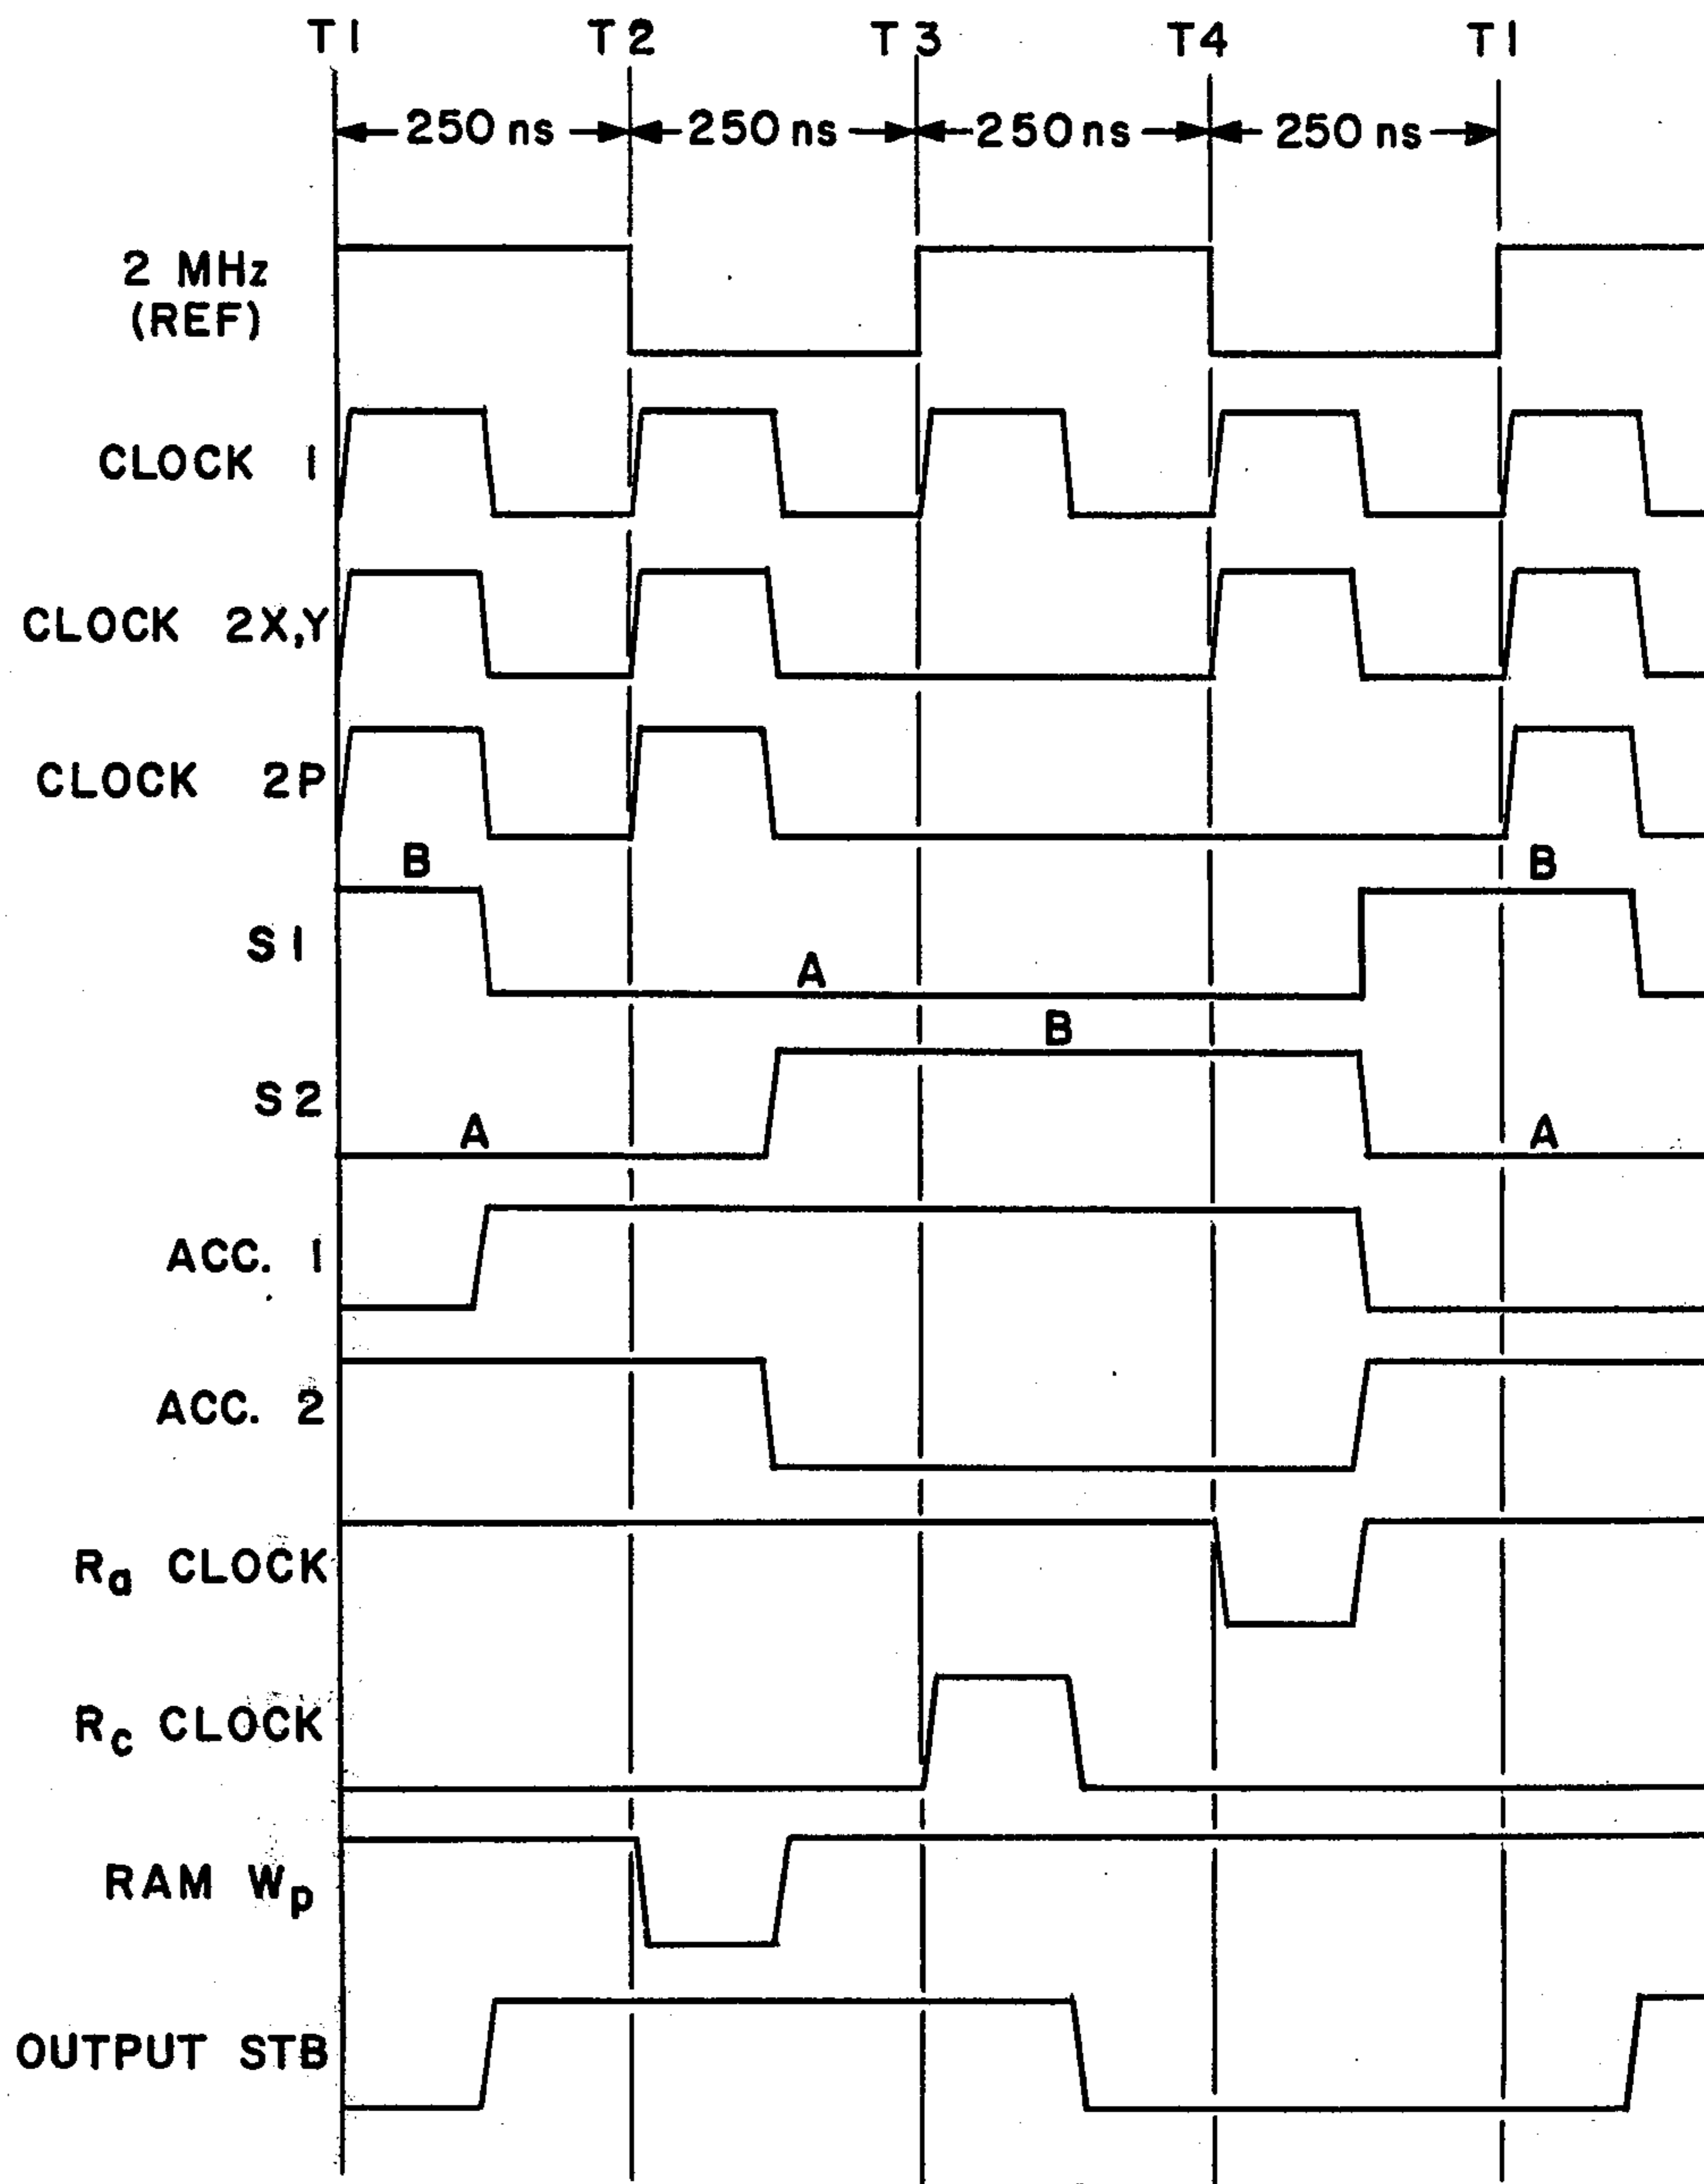 T1 T2 T3 T4 T1
250 ns 250 ns 250 ns 250 ns
2 MHz
(REF)
CLOCK 1
CLOCK 2X,Y
CLOCK 2P
B B
S1
A
B
S2
A A
ACC. 1
ACC. 2
Ra CLOCK
Rc CLOCK
RAM Wp
OUTPUT STB